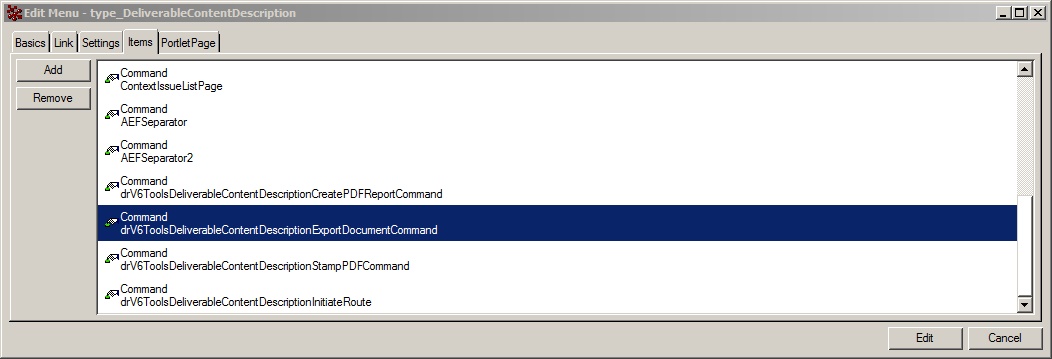 Edit Menu - type_DeliverableContentDescription
Basics Link Settings Items PortletPage
Add
Remove
Command
ContextIssueListPage
Command
AEFSeparator
Command
AEFSeparator2
Command
drV6ToolsDeliverableContentDescriptionCreatePDFReportCommand
Command
drV6ToolsDeliverableContentDescriptionExportDocumentCommand
Command
drV6ToolsDeliverableContentDescriptionStampPDFCommand
Command
drV6ToolsDeliverableContentDescriptionInitiateRoute
Edit Cancel